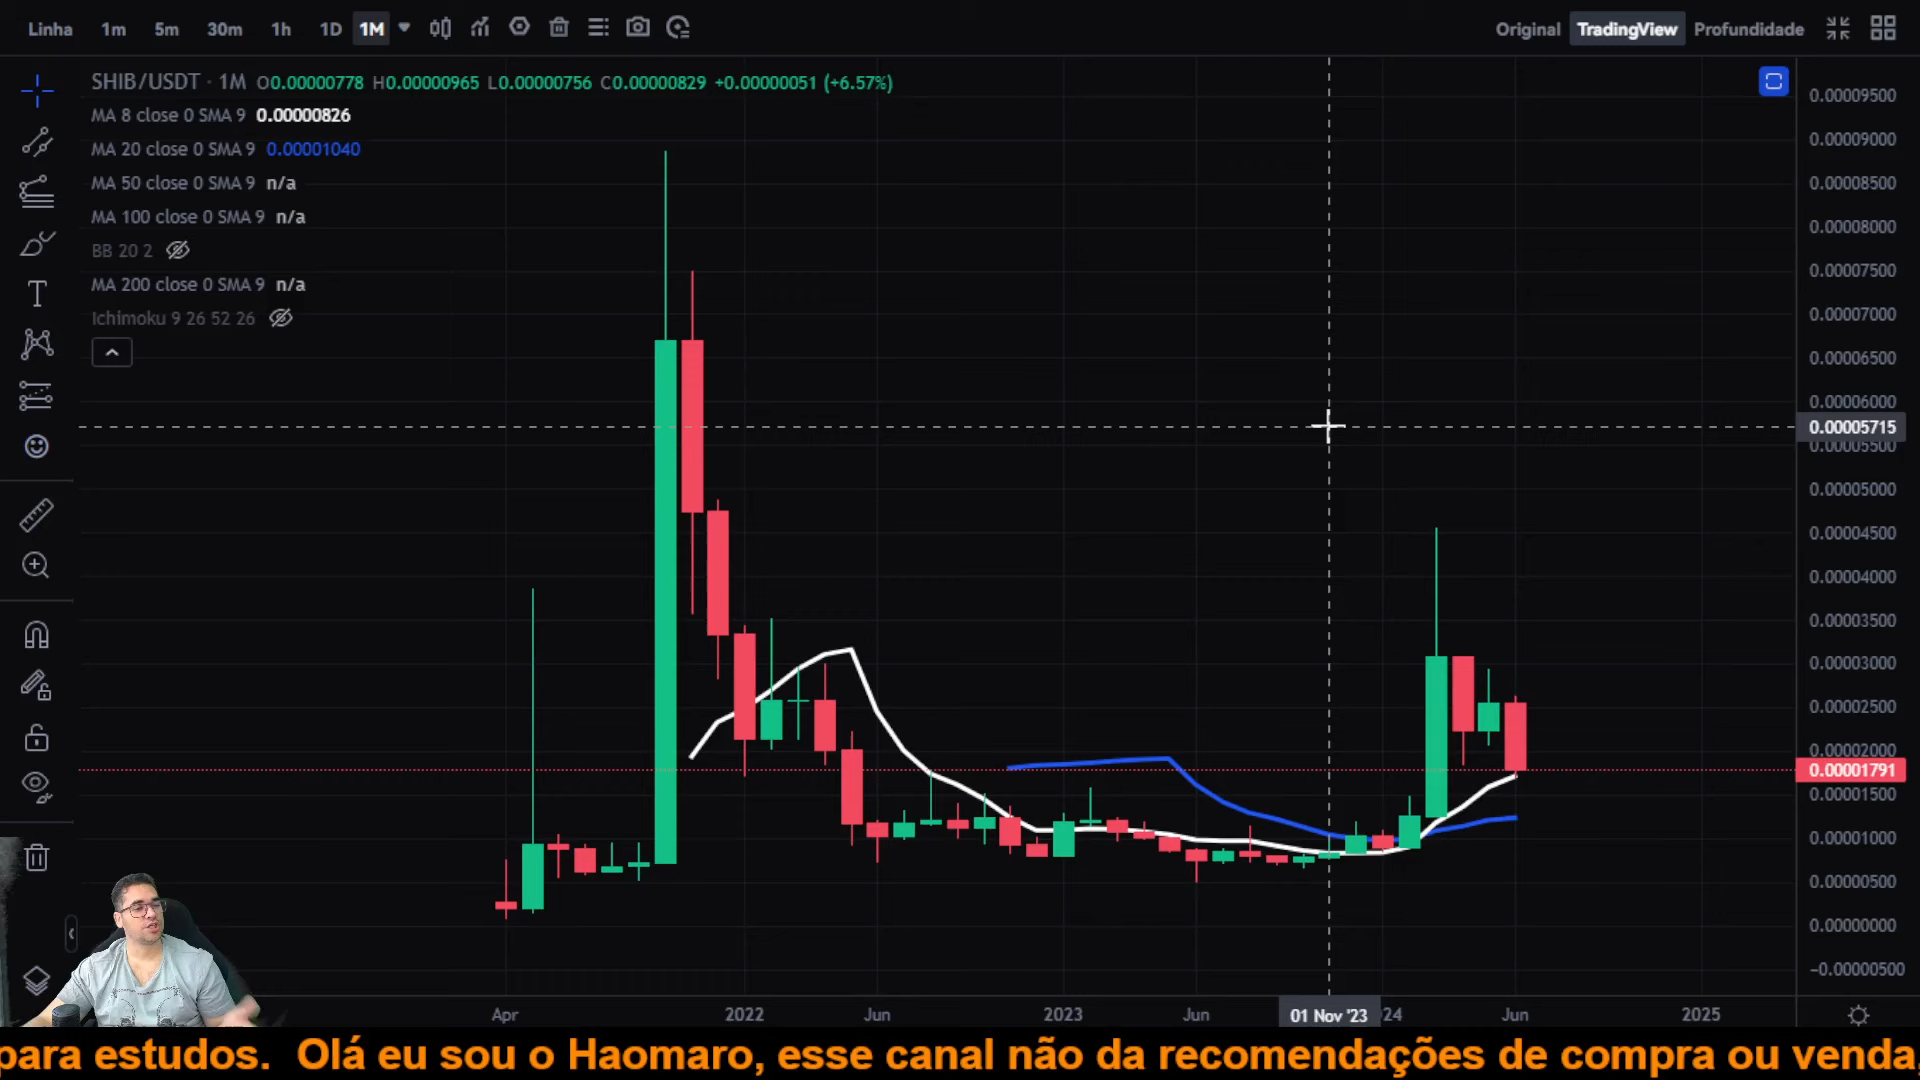 Linha 1m 5m 30m 1h 1D 1M Original TradingView Profundidade
SHIB/USDT · 1M O0.00000778 H0.00000965 L0.00000756 C0.00000829 +0.00000051 (+6.57%)
MA 8 close 0 SMA 9 0.00000826
MA 20 close 0 SMA 9 0.00001040
MA 50 close 0 SMA 9 n/a
MA 100 close 0 SMA 9 n/a
BB 20 2
MA 200 close 0 SMA 9 n/a
Ichimoku 9 26 52 26
0.00009500
0.00009000
0.00008500
0.00008000
0.00007500
0.00007000
0.00006500
0.00006000
0.00005715
0.00005500
0.00005000
0.00004500
0.00004000
0.00003500
0.00003000
0.00002500
0.00002000
0.00001791
0.00001500
0.00001000
0.00000500
0.00000000
-0.00000500
Apr 2022 Jun 2023 Jun 01 Nov '23 24 Jun 2025
para estudos. Olá eu sou o Haomaro, esse canal não da recomendações de compra ou venda,